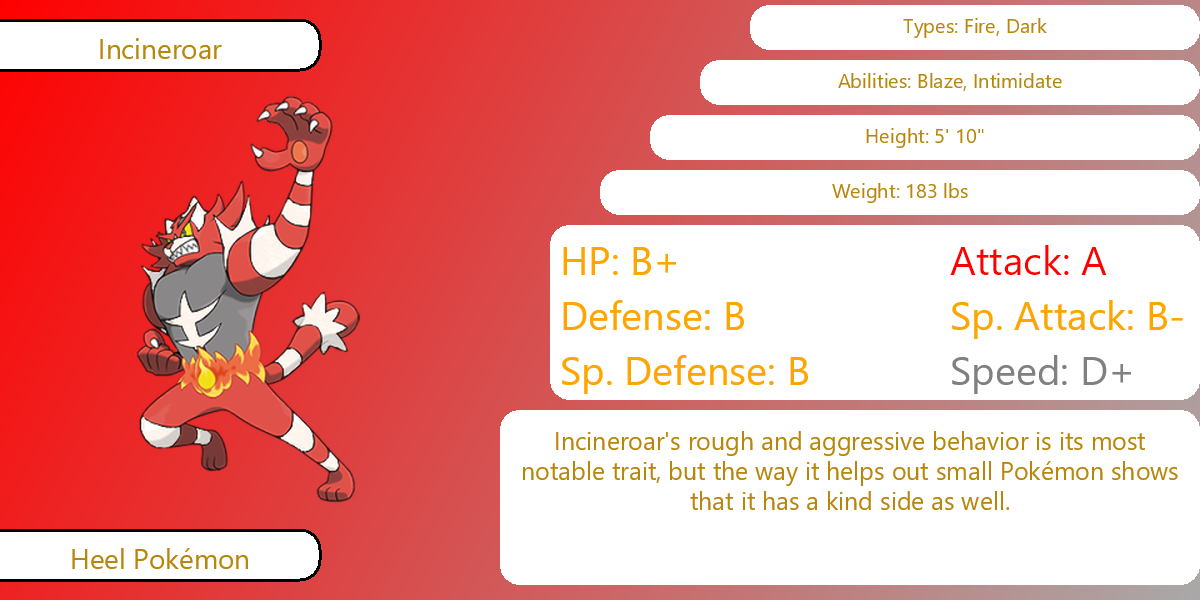 Incineroar
Types: Fire, Dark
Abilities: Blaze, Intimidate
Height: 5' 10"
Weight: 183 lbs
HP: B+
Attack: A
Defense: B
Sp. Attack: B-
Sp. Defense: B
Speed: D+
Incineroar's rough and aggressive behavior is its most
notable trait, but the way it helps out small Pokémon shows
that it has a kind side as well.
Heel Pokémon